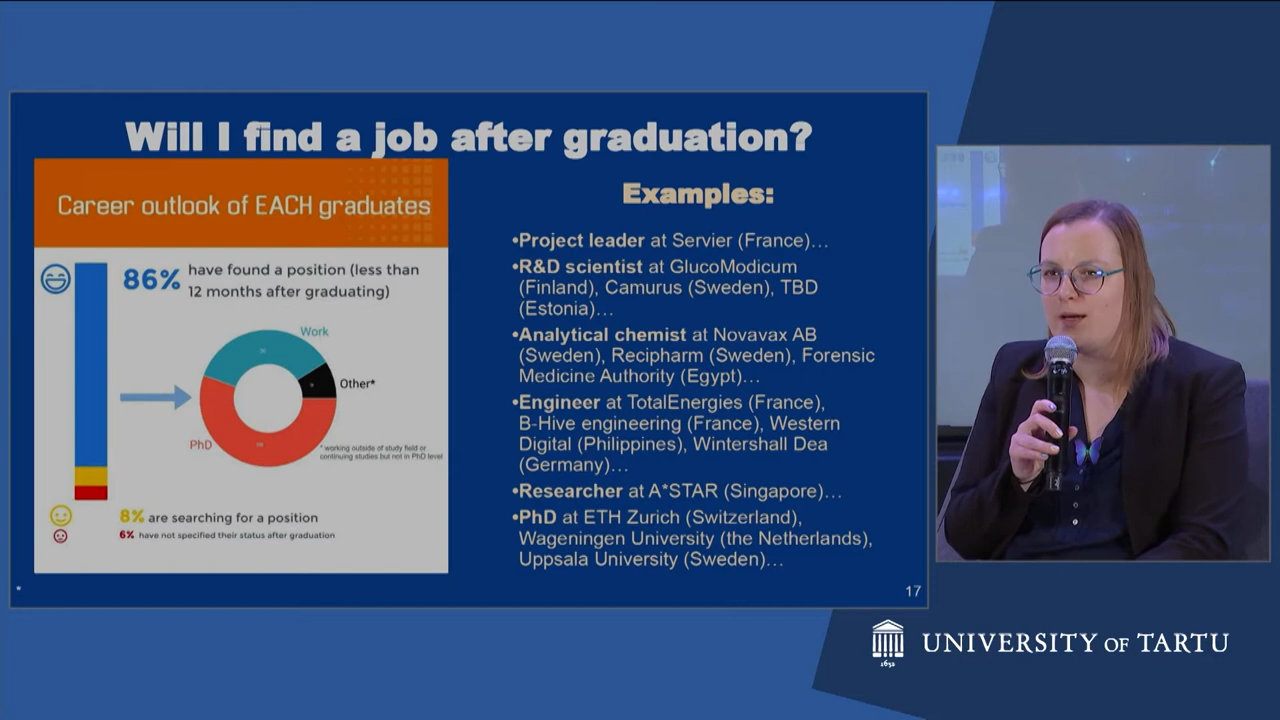 Will I find a job after graduation?
Career outlook of EACH graduates
86% have found a position (less than
12 months after graduating)
Work
Other*
PhD
* working outside of study field or
continuing studies but not in PhD level
8% are searching for a position
6% have not specified their status after graduation
Examples:
•Project leader at Servier (France)…
•R&D scientist at GlucoModicum
(Finland), Camurus (Sweden), TBD
(Estonia)…
•Analytical chemist at Novavax AB
(Sweden), Recipharm (Sweden), Forensic
Medicine Authority (Egypt)…
•Engineer at TotalEnergies (France),
B-Hive engineering (France), Western
Digital (Philippines), Wintershall Dea
(Germany)…
•Researcher at A*STAR (Singapore)…
•PhD at ETH Zurich (Switzerland),
Wageningen University (the Netherlands),
Uppsala University (Sweden)…
*
17
1632
UNIVERSITY OF TARTU